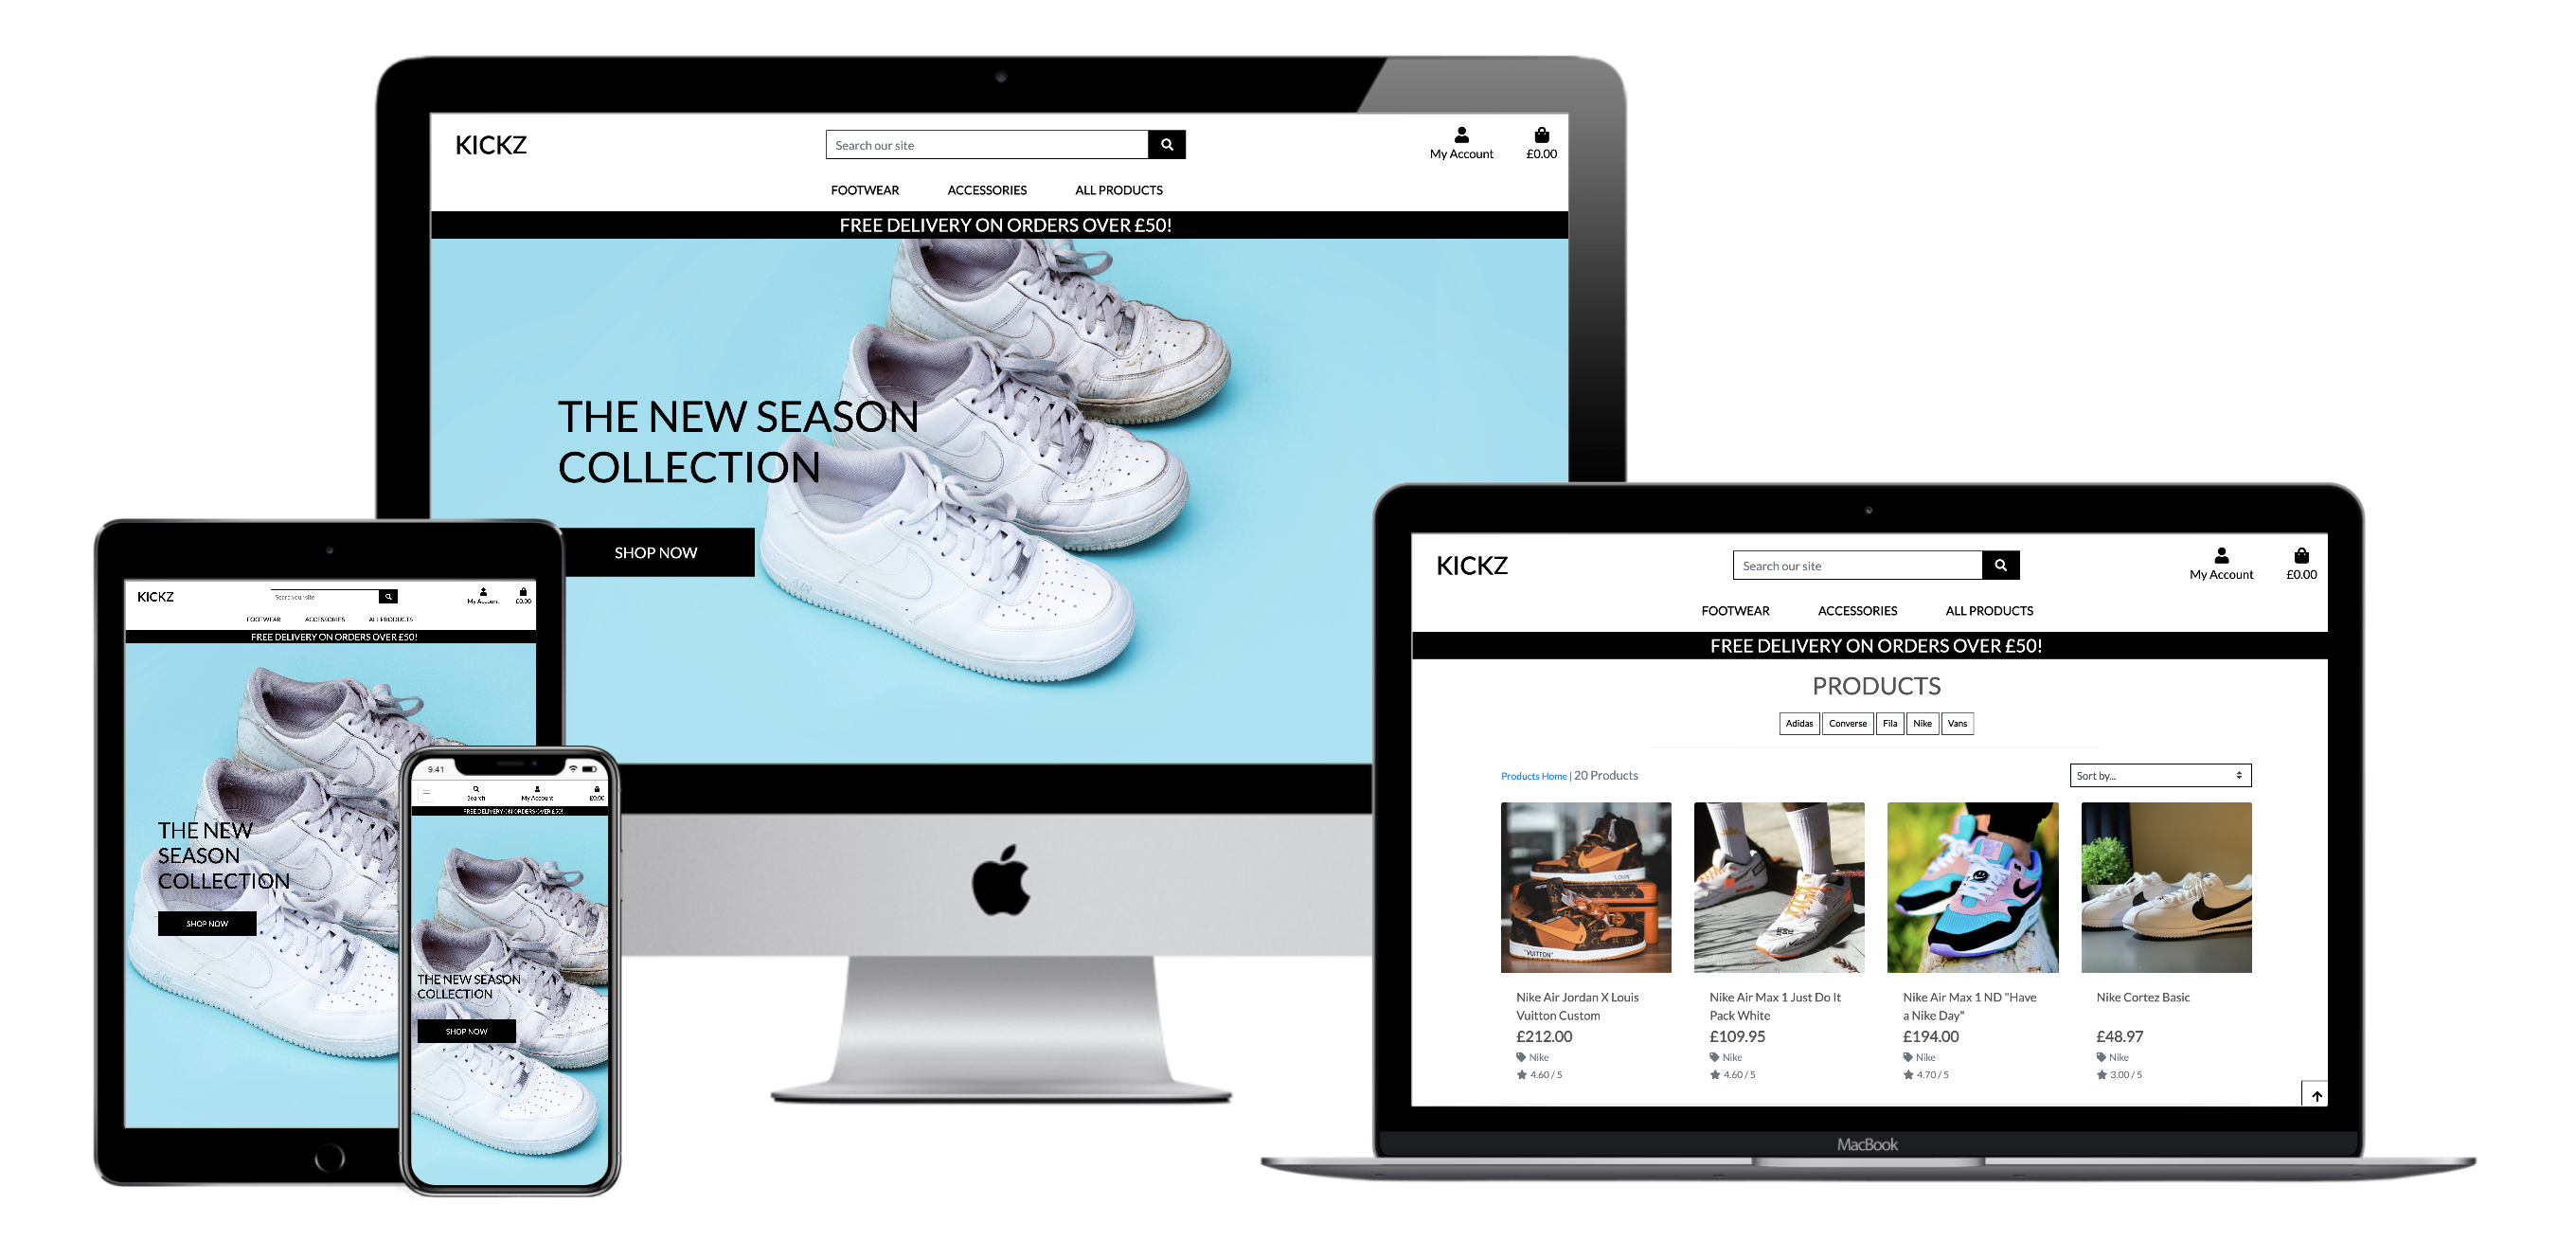 KICKZ
Search our site
My Account
£0.00
FOOTWEAR
ACCESSORIES
ALL PRODUCTS
FREE DELIVERY ON ORDERS OVER £50!
THE NEW SEASON
COLLECTION
SHOP NOW
KICKZ
Search our site
My Account
£0.00
FOOTWEAR
ACCESSORIES
ALL PRODUCTS
FREE DELIVERY ON ORDERS OVER £50!
THE NEW
SEASON
COLLECTION
SHOP NOW
9.41
Search
My Account
£0.00
FREE DELIVERY ON ORDERS OVER £50!
THE NEW SEASON
COLLECTION
SHOP NOW
KICKZ
Search our site
My Account
£0.00
FOOTWEAR
ACCESSORIES
ALL PRODUCTS
FREE DELIVERY ON ORDERS OVER £50!
PRODUCTS
Adidas
Converse
Fila
Nike
Vans
Products Home | 20 Products
Sort by...
"LOUIS"
"VUITTON"
Nike Air Jordan X Louis
Vuitton Custom
£212.00
Nike
4.60 / 5
Nike Air Max 1 Just Do It
Pack White
£109.95
Nike
4.60 / 5
Nike Air Max 1 ND "Have
a Nike Day"
£194.00
Nike
4.70 / 5
Nike Cortez Basic
£48.97
Nike
3.00 / 5
MacBook